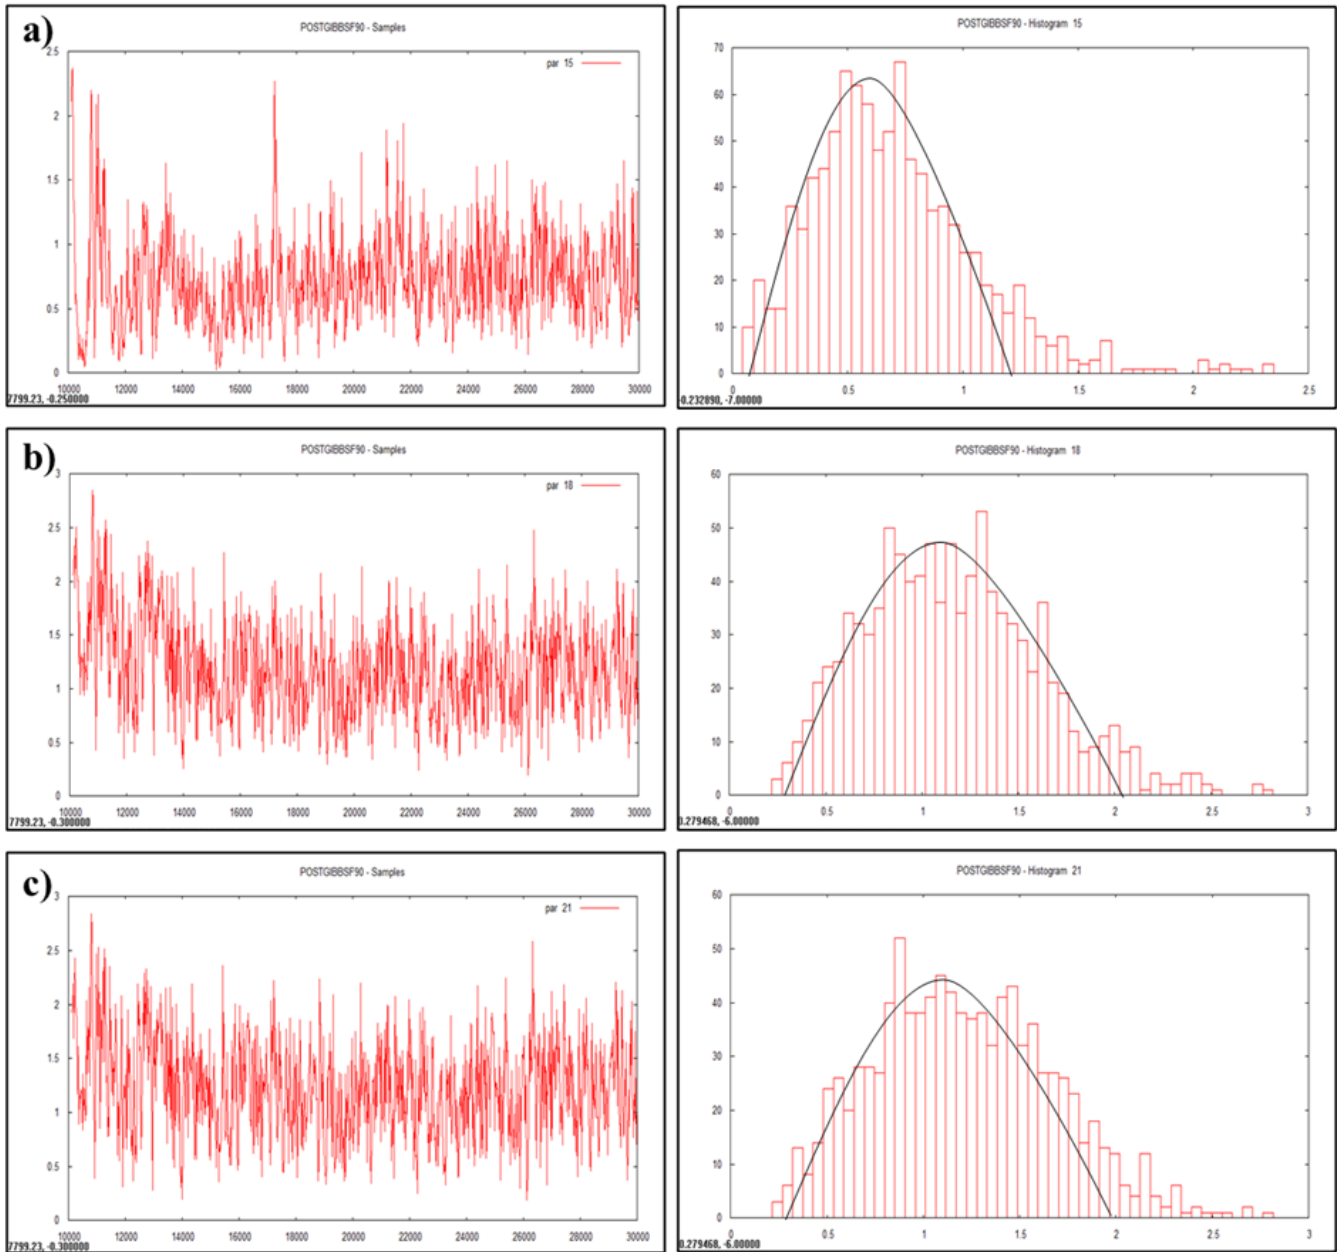 a)
POSTGIBBSF90 - Samples
par 15
2.5
2
1.5
1
0.5
0
10000 12000 14000 16000 18000 20000 22000 24000 26000 28000 30000
7799.23, -0.250000
POSTGIBBSF90 - Histogram 15
70
60
50
40
30
20
10
0
0 0.5 1 1.5 2 2.5
-0.232890, -7.00000
b)
POSTGIBBSF90 - Samples
par 18
3
2.5
2
1.5
1
0.5
0
10000 12000 14000 16000 18000 20000 22000 24000 26000 28000 30000
7799.23, -0.300000
POSTGIBBSF90 - Histogram 18
60
50
40
30
20
10
0
0 0.5 1 1.5 2 2.5 3
0.279468, -6.00000
c)
POSTGIBBSF90 - Samples
par 21
3
2.5
2
1.5
1
0.5
0
10000 12000 14000 16000 18000 20000 22000 24000 26000 28000 30000
7799.23, -0.300000
POSTGIBBSF90 - Histogram 21
60
50
40
30
20
10
0
0 0.5 1 1.5 2 2.5 3
0.279468, -6.00000